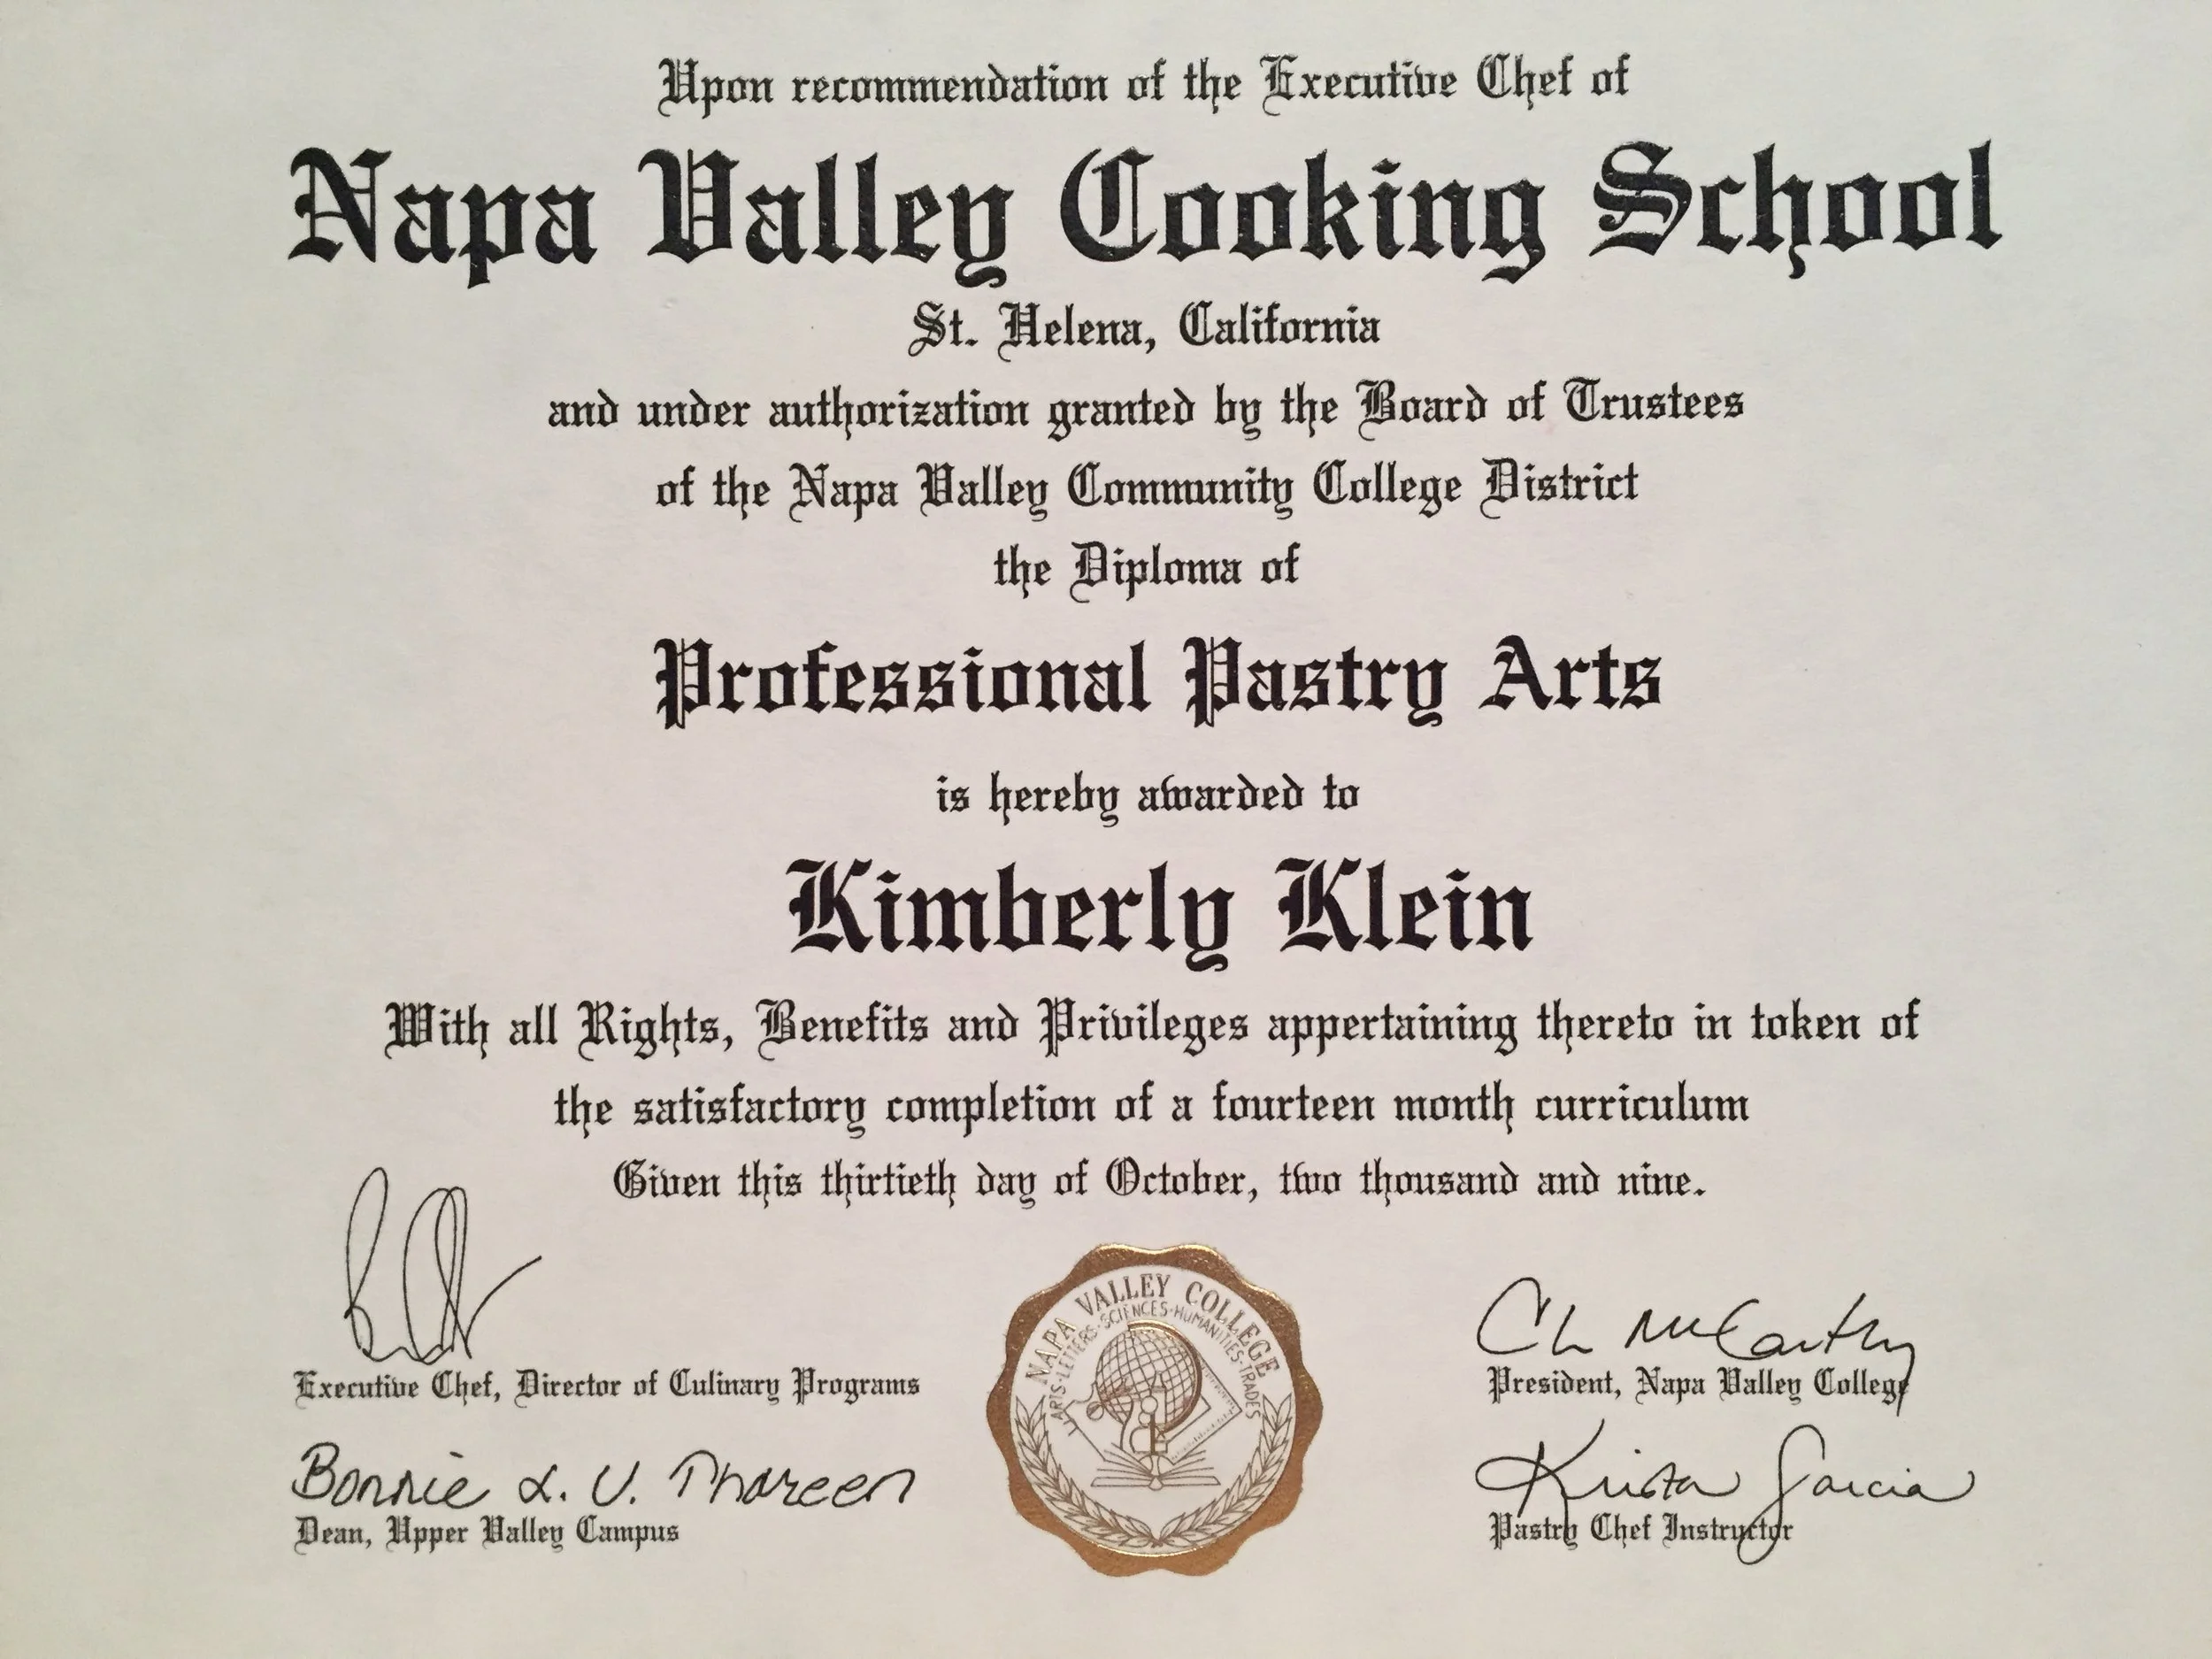 Upon recommendation of the Executive Chef of
Napa Valley Cooking School
St. Helena, California
and under authorization granted by the Board of Trustees
of the Napa Valley Community College District
the Diploma of
Professional Pastry Arts
is hereby awarded to
Kimberly Klein
With all Rights, Benefits and Privileges appertaining thereto in token of
the satisfactory completion of a fourteen month curriculum
Given this thirtieth day of October, two thousand and nine.
Executive Chef, Director of Culinary Programs
Bonnie L. U. Thoreen
Dean, Upper Valley Campus
NAPA VALLEY COLLEGE
ARTS·LETTERS·SCIENCES·HUMANITIES·TRADES
McCarthy
President, Napa Valley College
Krista Garcia
Pastry Chef Instructor